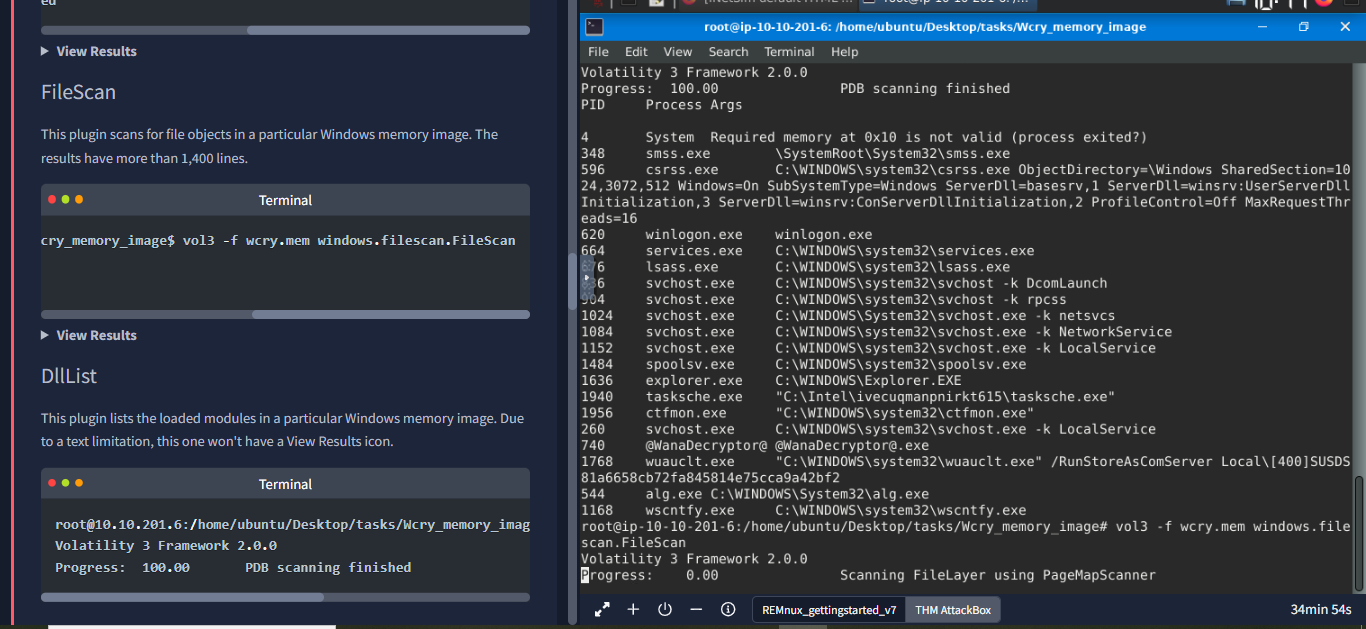 ed
View Results
FileScan
This plugin scans for file objects in a particular Windows memory image. The
results have more than 1,400 lines.
Terminal
cry_memory_image$ vol3 -f wcry.mem windows.filescan.FileScan
View Results
DllList
This plugin lists the loaded modules in a particular Windows memory image. Due
to a text limitation, this one won't have a View Results icon.
Terminal
root@10.10.201.6:/home/ubuntu/Desktop/tasks/Wcry_memory_imag
Volatility 3 Framework 2.0.0
Progress: 100.00 PDB scanning finished
root@ip-10-10-201-6: /home/ubuntu/Desktop/tasks/Wcry_memory_image
File Edit View Search Terminal Help
Volatility 3 Framework 2.0.0
Progress: 100.00 PDB scanning finished
PID Process Args
4 System Required memory at 0x10 is not valid (process exited?)
348 smss.exe \SystemRoot\System32\smss.exe
596 csrss.exe C:\WINDOWS\system32\csrss.exe ObjectDirectory=\Windows SharedSection=10
24,3072,512 Windows=On SubSystemType=Windows ServerDll=basesrv,1 ServerDll=winsrv:UserServerDll
Initialization,3 ServerDll=winsrv:ConServerDllInitialization,2 ProfileControl=Off MaxRequestThr
eads=16
620 winlogon.exe winlogon.exe
664 services.exe C:\WINDOWS\system32\services.exe
lsass.exe C:\WINDOWS\system32\lsass.exe
svchost.exe C:\WINDOWS\system32\svchost -k DcomLaunch
svchost.exe C:\WINDOWS\system32\svchost -k rpcss
1024 svchost.exe C:\WINDOWS\system32\svchost.exe -k netsvcs
1084 svchost.exe C:\WINDOWS\system32\svchost.exe -k NetworkService
1152 svchost.exe C:\WINDOWS\system32\svchost.exe -k LocalService
1484 spoolsv.exe C:\WINDOWS\system32\spoolsv.exe
1636 explorer.exe C:\WINDOWS\Explorer.EXE
1940 tasksche.exe "C:\Intel\ivecuqmanpnirkt615\tasksche.exe"
1956 ctfmon.exe "C:\WINDOWS\system32\ctfmon.exe"
260 svchost.exe C:\WINDOWS\system32\svchost.exe -k LocalService
740 @WanaDecryptor@ @WanaDecryptor@.exe
1768 wuauclt.exe "C:\WINDOWS\system32\wuauclt.exe" /RunStoreAsComServer Local\[400]SUSDS
81a6658cb72fa845814e75cca9a42bf2
544 alg.exe C:\WINDOWS\System32\alg.exe
1168 wscntfy.exe C:\WINDOWS\system32\wscntfy.exe
root@ip-10-10-201-6:/home/ubuntu/Desktop/tasks/Wcry_memory_image# vol3 -f wcry.mem windows.file
scan.FileScan
Volatility 3 Framework 2.0.0
Progress: 0.00 Scanning FileLayer using PageMapScanner
REMnux_gettingstarted_v7 THM AttackBox 34min 54s